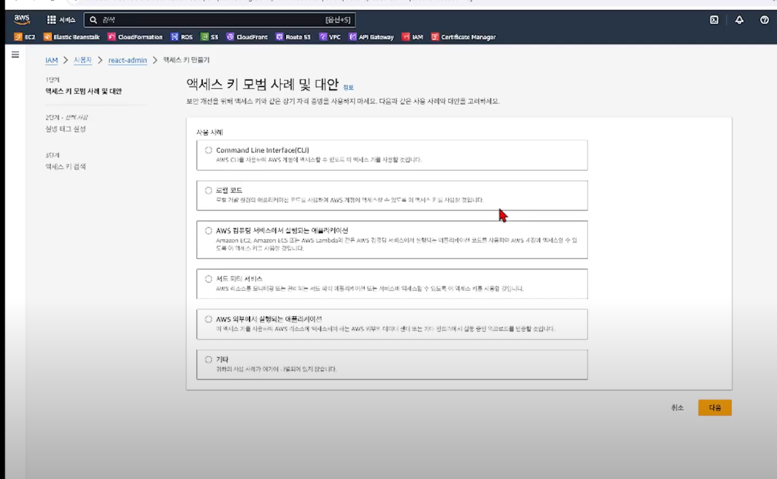 aws
서비스
검색
[옵션+S]
EC2
Elastic Beanstalk
CloudFormation
RDS
S3
CloudFront
Route 53
VPC
API Gateway
IAM
Certificate Manager
IAM > 사용자 > react-admin > 액세스 키 만들기
1단계
액세스 키 모범 사례 및 대안
2단계 - 선택 사항
설명 태그 설정
3단계
액세스 키 검색
액세스 키 모범 사례 및 대안 정보
보안 개선을 위해 액세스 키와 같은 장기 자격 증명을 사용하지 마세요. 다음과 같은 사용 사례와 대안을 고려하세요.
사용 사례
Command Line Interface(CLI)
AWS CLI를 사용하여 AWS 계정에 액세스할 수 있도록 이 액세스 키를 사용할 것입니다.
로컬 코드
로컬 개발 환경의 애플리케이션 코드를 사용하여 AWS 계정에 액세스할 수 있도록 이 액세스 키를 사용할 것입니다.
AWS 컴퓨팅 서비스에서 실행되는 애플리케이션
Amazon EC2, Amazon ECS 또는 AWS Lambda와 같은 AWS 컴퓨팅 서비스에서 실행되는 애플리케이션 코드를 사용하여 AWS 계정에 액세스할 수 있
도록 이 액세스 키를 사용할 것입니다.
서드 파티 서비스
AWS 리소스를 모니터링 또는 관리하는 서드 파티 애플리케이션 또는 서비스에 액세스할 수 있도록 이 액세스 키를 사용할 것입니다.
AWS 외부에서 실행되는 애플리케이션
이 액세스 키를 사용하여 AWS 리소스에 액세스해야 하는 AWS 외부의 데이터 센터 또는 기타 인프라에서 실행 중인 워크로드를 인증할 것입니다.
기타
귀하의 사용 사례가 여기에 나열되어 있지 않습니다.
취소
다음